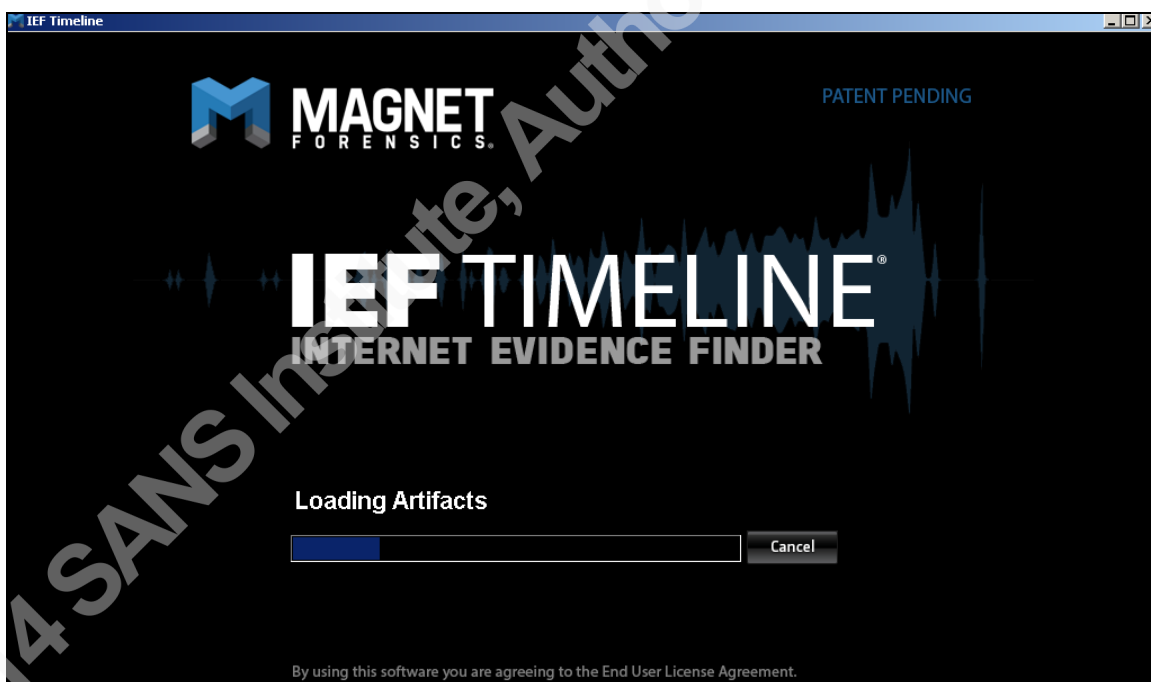 IEF Timeline
MAGNET
FORENSICS®
PATENT PENDING
IEF TIMELINE®
INTERNET EVIDENCE FINDER
Loading Artifacts
Cancel
By using this software you are agreeing to the End User License Agreement.
14 SANS Institute, Autho